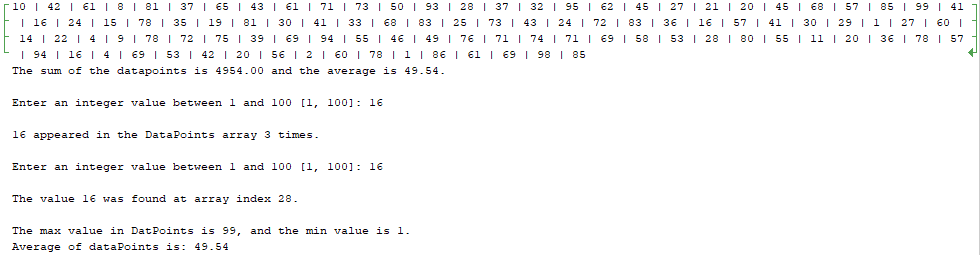 10 | 42 | 61 | 8 | 81 | 37 | 65 | 43 | 61 | 71 | 73 | 50 | 93 | 28 | 37 | 32 | 95 | 62 | 45 | 27 | 21 | 20 | 45 | 68 | 57 | 85 | 99 | 41
| 16 | 24 | 15 | 78 | 35 | 19 | 81 | 30 | 41 | 33 | 68 | 83 | 25 | 73 | 43 | 24 | 72 | 83 | 36 | 16 | 57 | 41 | 30 | 29 | 1 | 27 | 60 |
14 | 22 | 4 | 9 | 78 | 72 | 75 | 39 | 69 | 94 | 55 | 46 | 49 | 76 | 71 | 74 | 71 | 69 | 58 | 53 | 28 | 80 | 55 | 11 | 20 | 36 | 78 | 57
| 94 | 16 | 4 | 69 | 53 | 42 | 20 | 56 | 2 | 60 | 78 | 1 | 86 | 61 | 69 | 98 | 85
The sum of the datapoints is 4954.00 and the average is 49.54.
Enter an integer value between 1 and 100 [1, 100]: 16
16 appeared in the DataPoints array 3 times.
Enter an integer value between 1 and 100 [1, 100]: 16
The value 16 was found at array index 28.
The max value in DatPoints is 99, and the min value is 1.
Average of dataPoints is: 49.54